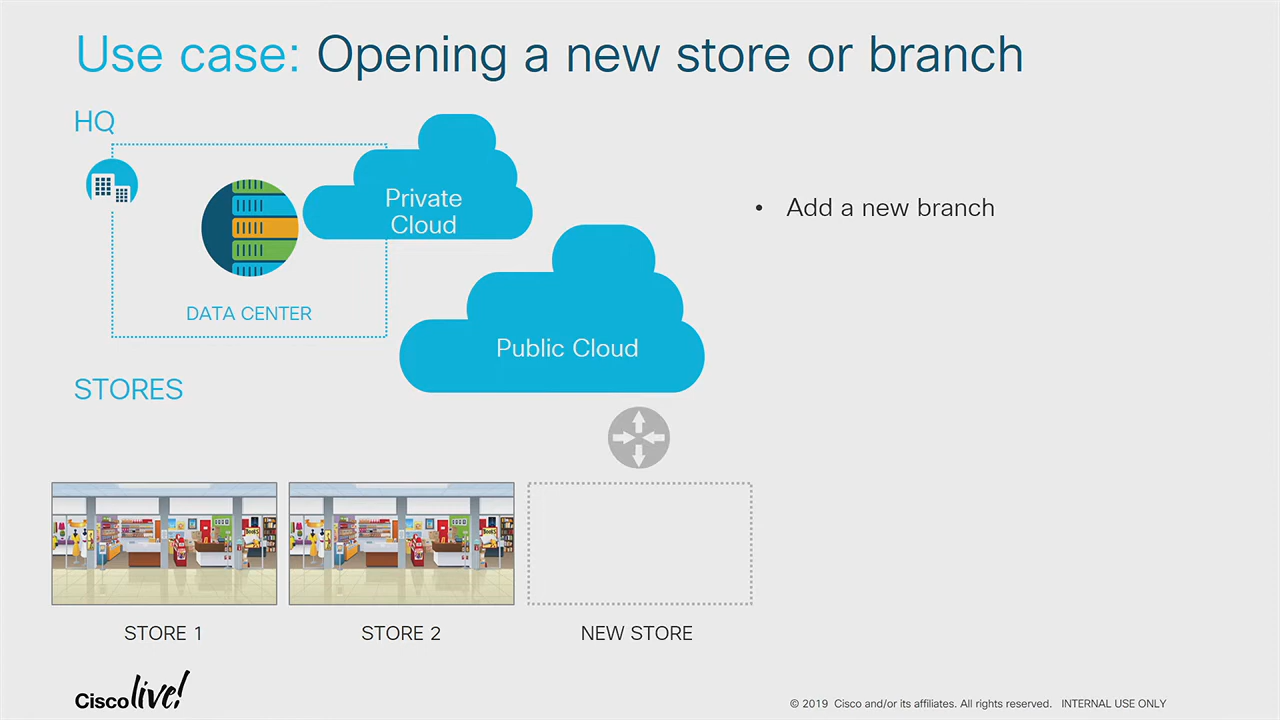 Use case: Opening a new store or branch
HQ
Private
Cloud
• Add a new branch
DATA CENTER
Public Cloud
STORES
STORE 1
STORE 2
NEW STORE
Cisco live!
© 2019 Cisco and/or its affiliates. All rights reserved. INTERNAL USE ONLY